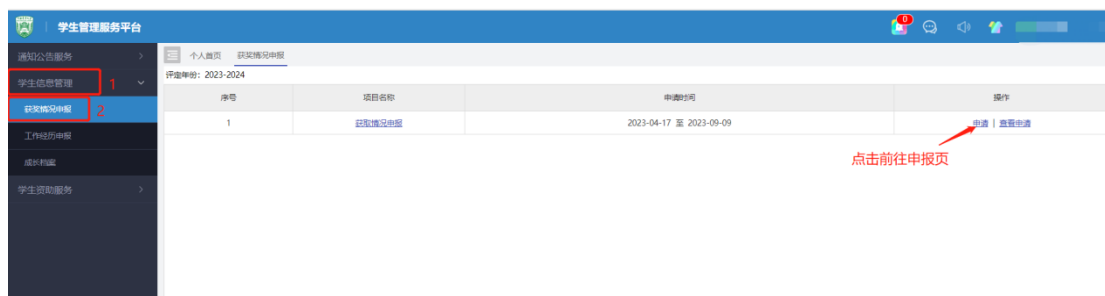 学生管理服务平台
0
通知公告服务
学生信息管理 1
获奖情况申报 2
工作经历申报
成长档案
学生资助服务
个人首页 获奖情况申报
评定年份：2023-2024
序号 项目名称 申请时间 操作
1 获取情况申报 2023-04-17 至 2023-09-09 申请 | 查看申请
点击前往申报页